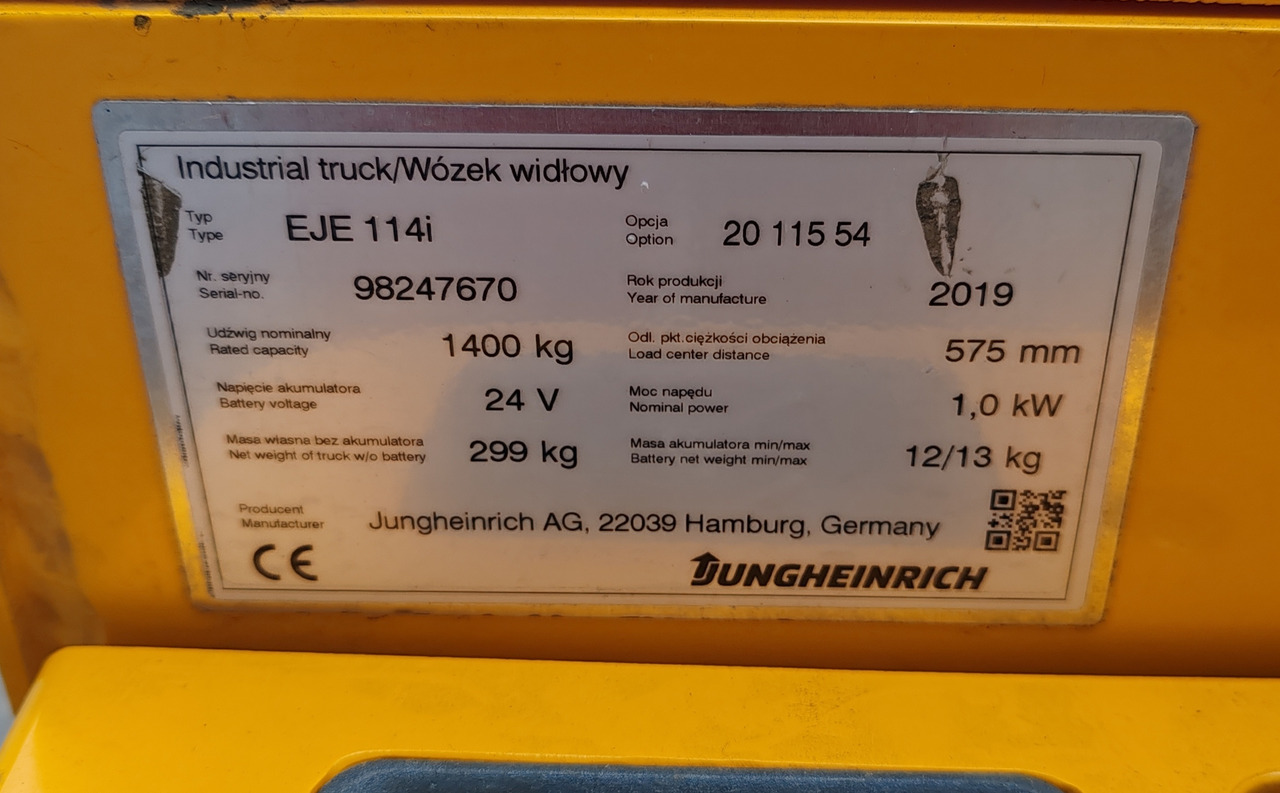 Industrial truck/Wózek widłowy
Typ
Type
EJE 114i
Opcja
Option
20 115 54
Nr. seryjny
Serial-no.
98247670
Rok produkcji
Year of manufacture
2019
Udźwig nominalny
Rated capacity
1400 kg
Odl. pkt.ciężkości obciążenia
Load center distance
575 mm
Napięcie akumulatora
Battery voltage
24 V
Moc napędu
Nominal power
1,0 kW
Masa własna bez akumulatora
Net weight of truck w/o battery
299 kg
Masa akumulatora min/max
Battery net weight min/max
12/13 kg
Producent
Manufacturer
Jungheinrich AG, 22039 Hamburg, Germany
CE
JUNGHEINRICH